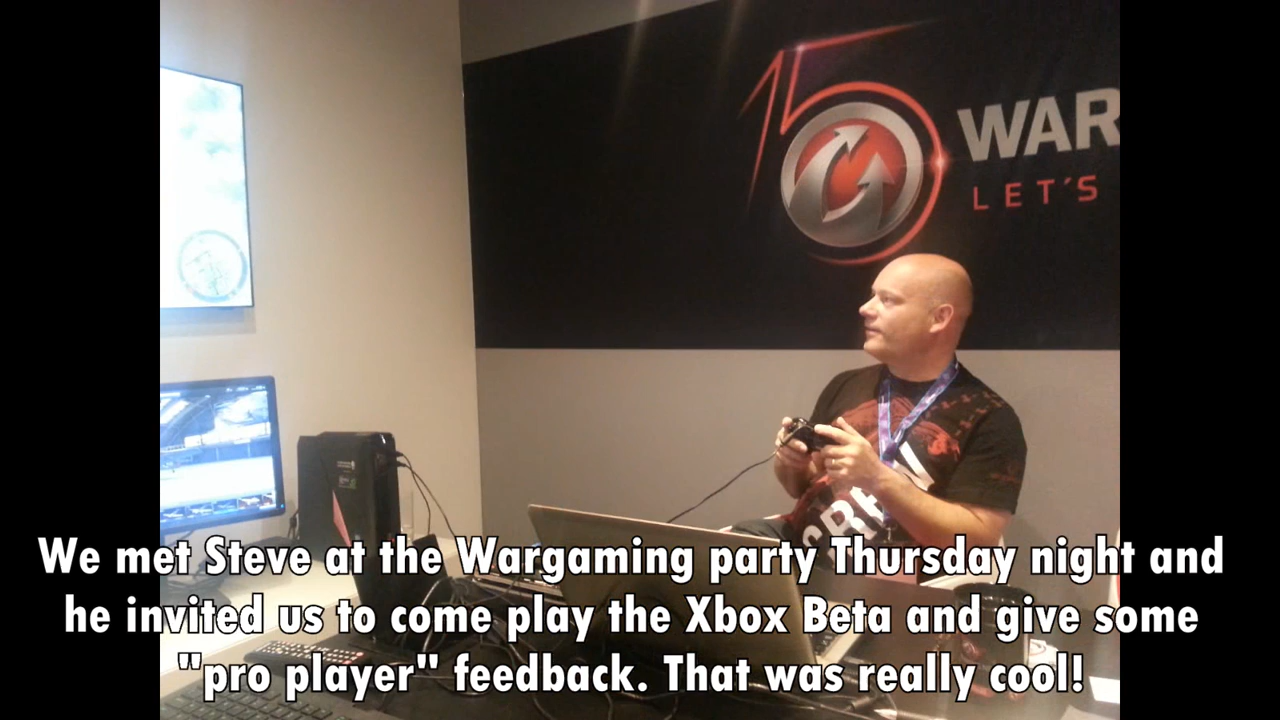 15
WAR
LET'S
We met Steve at the Wargaming party Thursday night and
he invited us to come play the Xbox Beta and give some
"pro player" feedback. That was really cool!